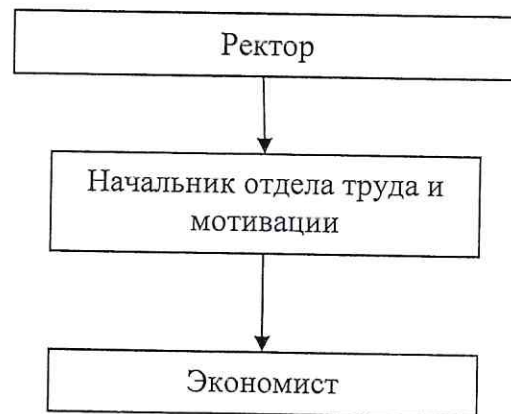 Ректор
Начальник отдела труда и
мотивации
Экономист